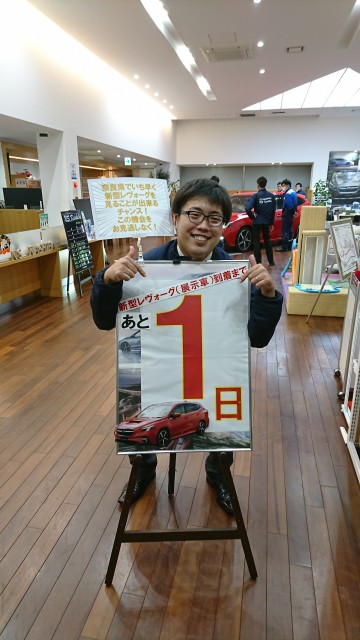 奈良県でいち早く
新型レヴォーグを
見ることが出来る
チャンス！
この機会を
お見逃しなく！
新型レヴォーグ（展示車）到着まで
あと
1
日